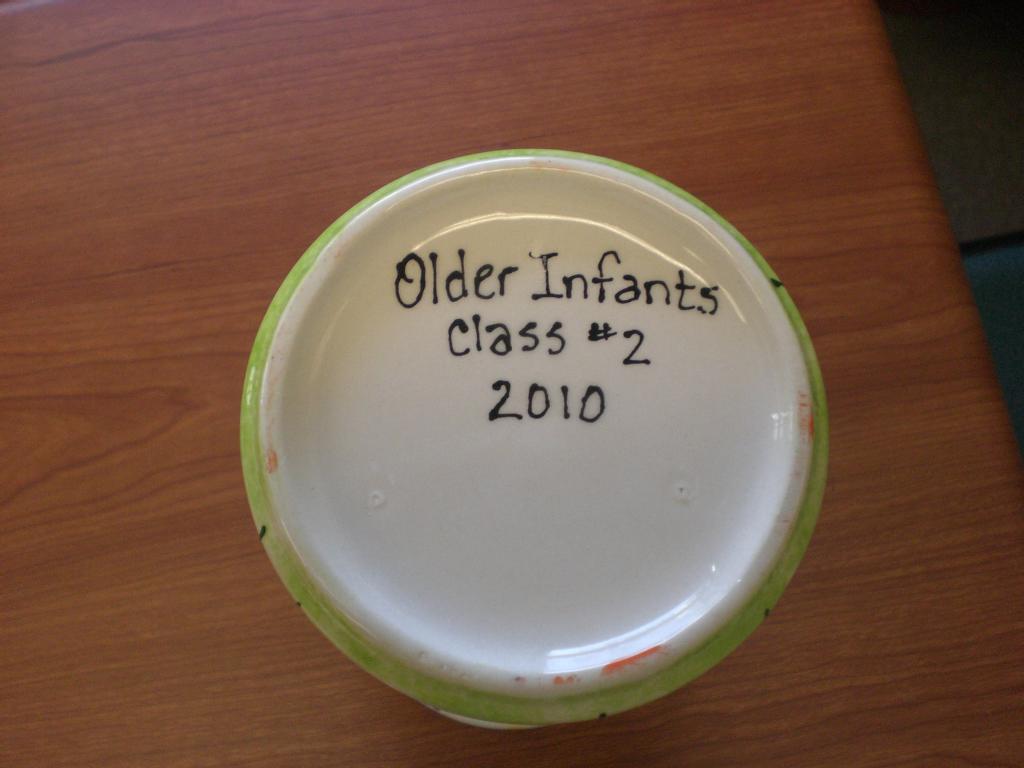 Older Infants
Class #2
2010